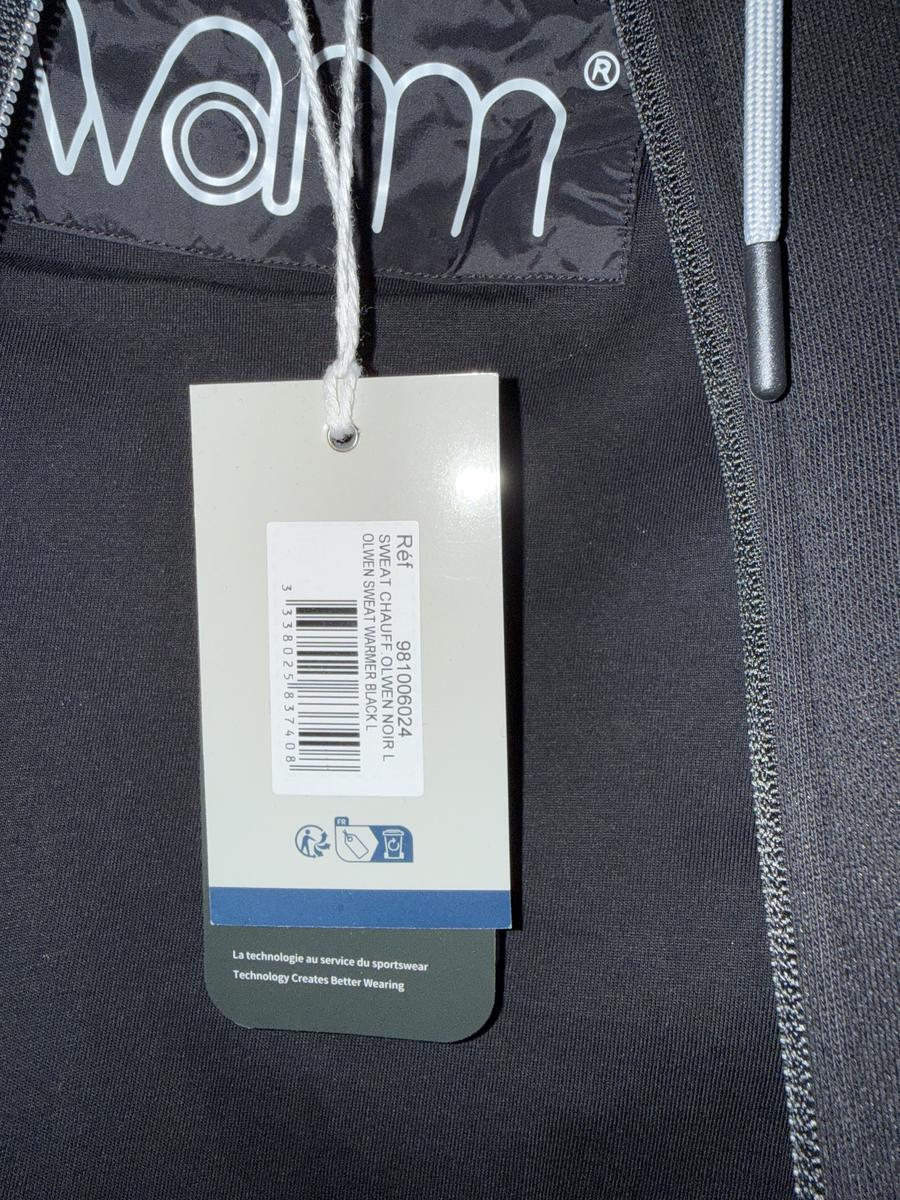 warm®
Réf 981006024
SWEAT CHAUFF.OLWEN NOIR L
OLWEN SWEAT WARMER BLACK L
3 338025 837408
FR
La technologie au service du sportswear
Technology Creates Better Wearing